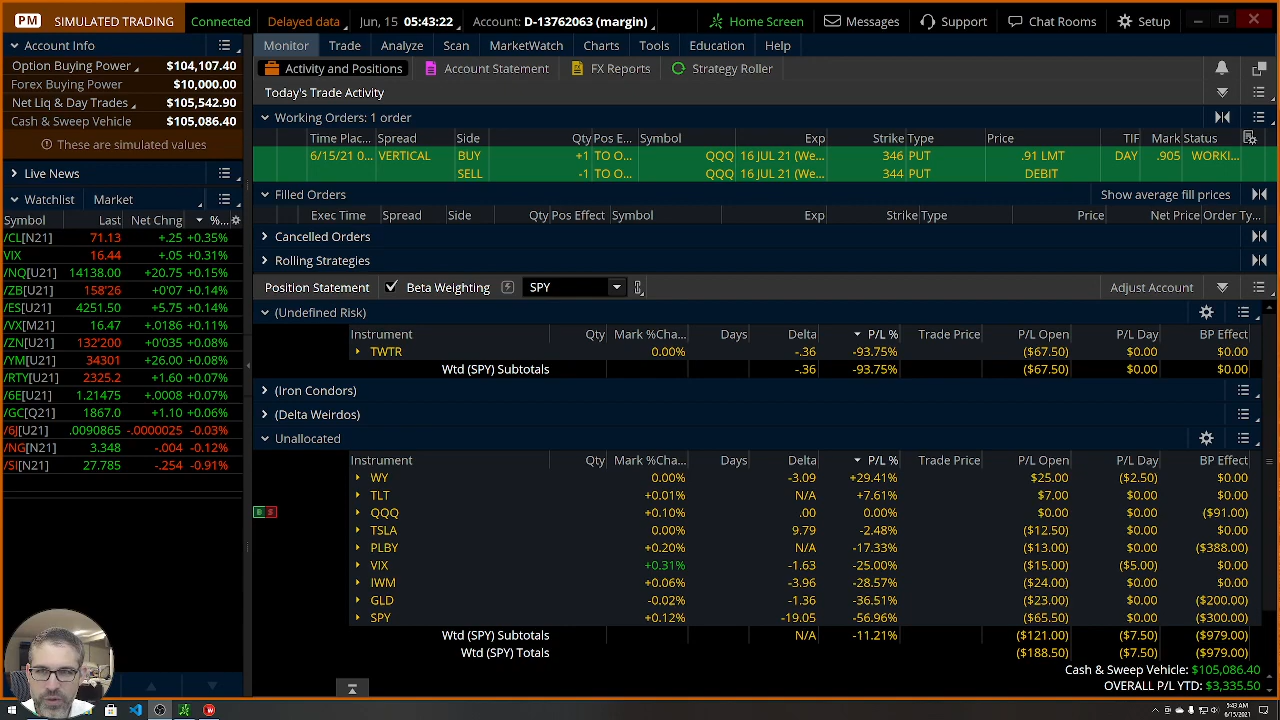 PM SIMULATED TRADING Connected Delayed data Jun, 15 05:43:22 Account: D-13762063 (margin) Home Screen Messages Support Chat Rooms Setup
Account Info
Option Buying Power $104,107.40
Forex Buying Power $10,000.00
Net Liq & Day Trades $105,542.90
Cash & Sweep Vehicle $105,086.40
These are simulated values
Live News
Watchlist Market
Symbol Last Net Chng %...
/CL[N21] 71.13 +.25 +0.35%
VIX 16.44 +.05 +0.31%
/NQ[U21] 14138.00 +20.75 +0.15%
/ZB[U21] 158'26 +0'07 +0.14%
/ES[U21] 4251.50 +5.75 +0.14%
/VX[M21] 16.47 +.0186 +0.11%
/ZN[U21] 132'200 +0'035 +0.08%
/YM[U21] 34301 +26.00 +0.08%
/RTY[U21] 2325.2 +1.60 +0.07%
/6E[U21] 1.21475 +.0008 +0.07%
/GC[Q21] 1867.0 +1.10 +0.06%
/6J[U21] .0090865 -.0000025 -0.03%
/NG[N21] 3.348 -.004 -0.12%
/SI[N21] 27.785 -.254 -0.91%
Monitor Trade Analyze Scan MarketWatch Charts Tools Education Help
Activity and Positions Account Statement FX Reports Strategy Roller
Today's Trade Activity
Working Orders: 1 order
Time Plac... Spread Side Qty Pos E... Symbol Exp Strike Type Price TIF Mark Status
6/15/21 0... VERTICAL BUY +1 TO O... QQQ 16 JUL 21 (We... 346 PUT .91 LMT DAY .905 WORKI...
SELL -1 TO O... QQQ 16 JUL 21 (We... 344 PUT DEBIT
Filled Orders Show average fill prices
Exec Time Spread Side Qty Pos Effect Symbol Exp Strike Type Price Net Price Order Ty...
Cancelled Orders
Rolling Strategies
Position Statement Beta Weighting SPY Adjust Account
(Undefined Risk)
Instrument Qty Mark %Cha... Days Delta P/L % Trade Price P/L Open P/L Day BP Effect
TWTR 0.00% -.36 -93.75% ($67.50) $0.00 $0.00
Wtd (SPY) Subtotals -.36 -93.75% ($67.50) $0.00 $0.00
(Iron Condors)
(Delta Weirdos)
Unallocated
Instrument Qty Mark %Cha... Days Delta P/L % Trade Price P/L Open P/L Day BP Effect
WY 0.00% -3.09 +29.41% $25.00 ($2.50) $0.00
TLT +0.01% N/A +7.61% $7.00 $0.00 $0.00
B S QQQ +0.10% .00 0.00% $0.00 $0.00 ($91.00)
TSLA 0.00% 9.79 -2.48% ($12.50) $0.00 $0.00
PLBY +0.20% N/A -17.33% ($13.00) $0.00 ($388.00)
VIX +0.31% -1.63 -25.00% ($15.00) ($5.00) $0.00
IWM +0.06% -3.96 -28.57% ($24.00) $0.00 $0.00
GLD -0.02% -1.36 -36.51% ($23.00) $0.00 ($200.00)
SPY +0.12% -19.05 -56.96% ($65.50) $0.00 ($300.00)
Wtd (SPY) Subtotals N/A -11.21% ($121.00) ($7.50) ($979.00)
Wtd (SPY) Totals ($188.50) ($7.50) ($979.00)
Cash & Sweep Vehicle: $105,086.40
OVERALL P/L YTD: $3,335.50
9:43 AM
6/15/2021